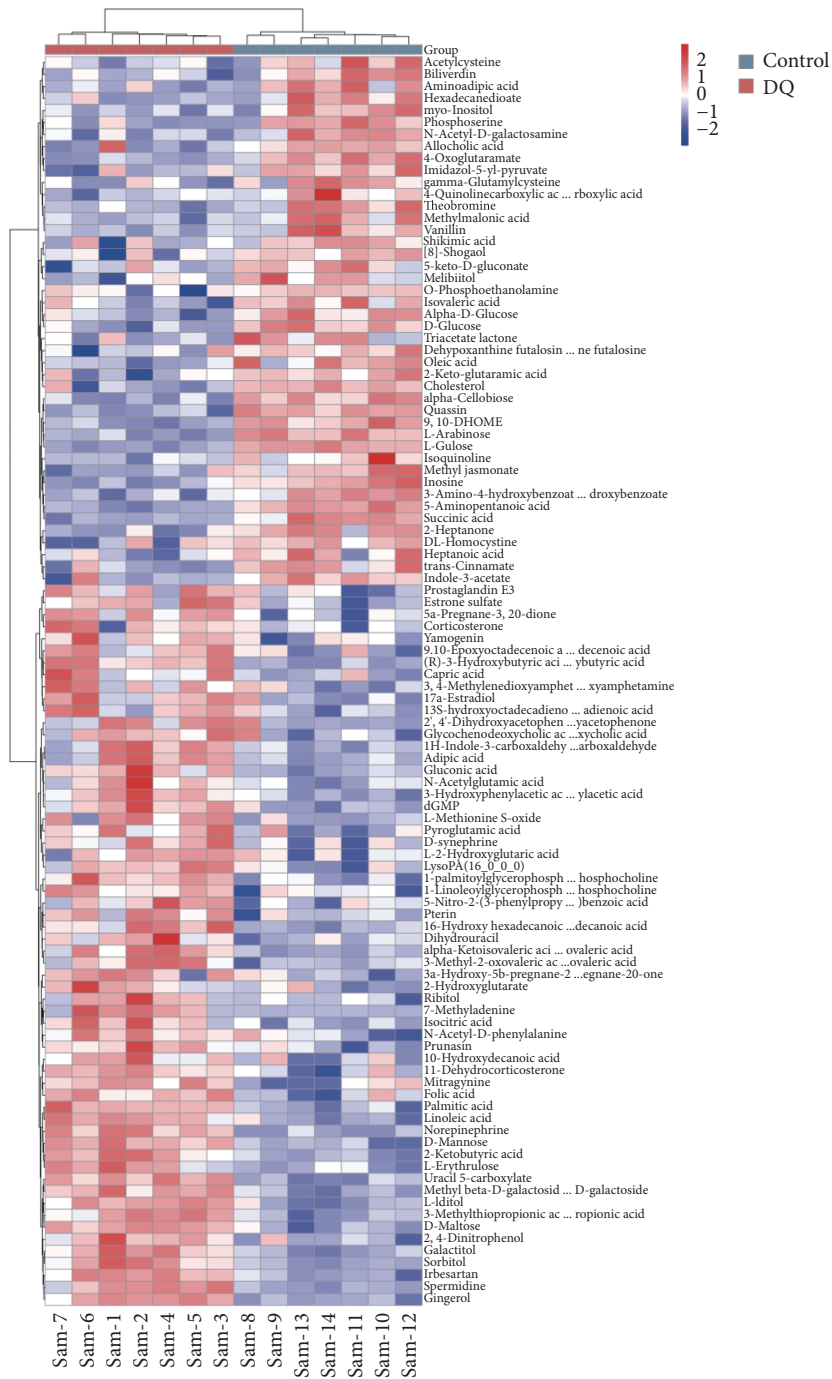 Group
Acetylcysteine
Biliverdin
Aminoadipic acid
Hexadecanedioate
myo-Inositol
Phosphoserine
N-Acetyl-D-galactosamine
Allocholic acid
4-Oxoglutaramate
Imidazol-5-yl-pyruvate
gamma-Glutamylcysteine
4-Quinolinecarboxylic ac ... rboxylic acid
Theobromine
Methylmalonic acid
Vanillin
Shikimic acid
[8]-Shogaol
5-keto-D-gluconate
Melibiitol
O-Phosphoethanolamine
Isovaleric acid
Alpha-D-Glucose
D-Glucose
Triacetate lactone
Dehypoxanthine futalosin ... ne futalosine
Oleic acid
2-Keto-glutaramic acid
Cholesterol
alpha-Cellobiose
Quassin
9, 10-DHOME
L-Arabinose
L-Gulose
Isoquinoline
Methyl jasmonate
Inosine
3-Amino-4-hydroxybenzoat ... droxybenzoate
5-Aminopentanoic acid
Succinic acid
2-Heptanone
DL-Homocystine
Heptanoic acid
trans-Cinnamate
Indole-3-acetate
Prostaglandin E3
Estrone sulfate
5a-Pregnane-3, 20-dione
Corticosterone
Yamogenin
9.10-Epoxyoctadecenoic a ... decenoic acid
(R)-3-Hydroxybutyric aci ... ybutyric acid
Capric acid
3, 4-Methylenedioxyamphet ... xyamphetamine
17a-Estradiol
13S-hydroxyoctadecadieno ... adienoic acid
2', 4'-Dihydroxyacetophen ...yacetophenone
Glycochenodeoxycholic ac ...xycholic acid
1H-Indole-3-carboxaldehy ...arboxaldehyde
Adipic acid
Gluconic acid
N-Acetylglutamic acid
3-Hydroxyphenylacetic ac ... ylacetic acid
dGMP
L-Methionine S-oxide
Pyroglutamic acid
D-synephrine
L-2-Hydroxyglutaric acid
LysoPA(16_0_0_0)
1-palmitoylglycerophosph ... hosphocholine
1-Linoleoylglycerophosph ... hosphocholine
5-Nitro-2-(3-phenylpropy ... )benzoic acid
Pterin
16-Hydroxy hexadecanoic ...decanoic acid
Dihydrouracil
alpha-Ketoisovaleric aci ... ovaleric acid
3-Methyl-2-oxovaleric ac ...ovaleric acid
3a-Hydroxy-5b-pregnane-2 ...egnane-20-one
2-Hydroxyglutarate
Ribitol
7-Methyladenine
Isocitric acid
N-Acetyl-D-phenylalanine
Prunasin
10-Hydroxydecanoic acid
11-Dehydrocorticosterone
Mitragynine
Folic acid
Palmitic acid
Linoleic acid
Norepinephrine
D-Mannose
2-Ketobutyric acid
L-Erythrulose
Uracil 5-carboxylate
Methyl beta-D-galactosid ... D-galactoside
L-lditol
3-Methylthiopropionic ac ... ropionic acid
D-Maltose
2, 4-Dinitrophenol
Galactitol
Sorbitol
Irbesartan
Spermidine
Gingerol
Sam-7
Sam-6
Sam-1
Sam-2
Sam-4
Sam-5
Sam-3
Sam-8
Sam-9
Sam-13
Sam-14
Sam-11
Sam-10
Sam-12
2
1
0
−1
−2
Control
DQ